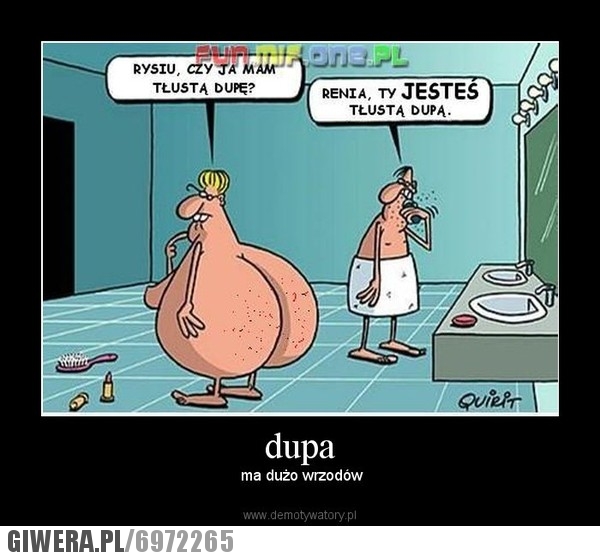 FUN.MIF.ONE.PL
RYSIU, CZY JA MAM
TŁUSTĄ DUPĘ?
RENIA, TY JESTEŚ
TŁUSTĄ DUPĄ.
QUIRIT
dupa
ma dużo wrzodów
www.demotywatory.pl
GIWERA.PL/6972265